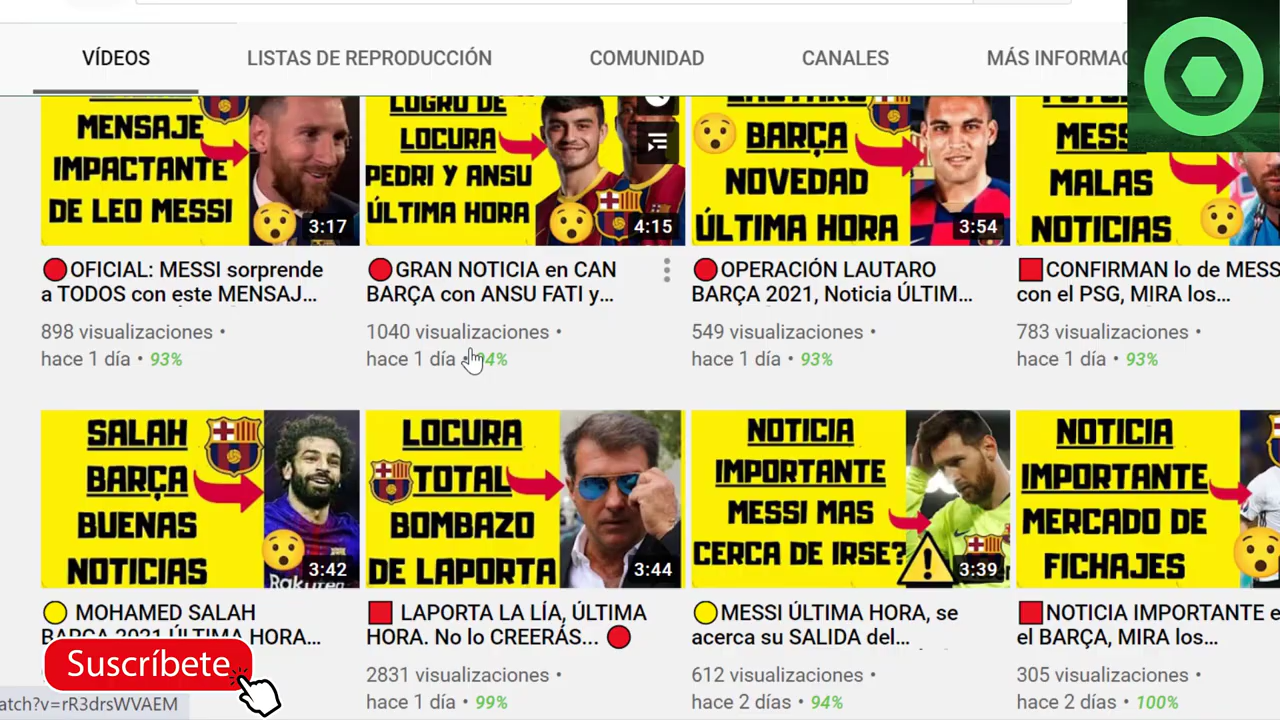 VÍDEOS
LISTAS DE REPRODUCCIÓN
COMUNIDAD
CANALES
MÁS INFORMAC
MENSAJE
IMPACTANTE
DE LEO MESSI
3:17
LOGRO DE
LOCURA
PEDRI Y ANSU
ÚLTIMA HORA
4:15
BARÇA
NOVEDAD
ÚLTIMA HORA
3:54
MESS
MALAS
NOTICIAS
OFICIAL: MESSI sorprende
a TODOS con este MENSAJ...
898 visualizaciones •
hace 1 día • 93%
GRAN NOTICIA en CAN
BARÇA con ANSU FATI y...
1040 visualizaciones •
hace 1 día • 94%
OPERACIÓN LAUTARO
BARÇA 2021, Noticia ÚLTIM...
549 visualizaciones •
hace 1 día • 93%
CONFIRMAN lo de MESS
con el PSG, MIRA los...
783 visualizaciones •
hace 1 día • 93%
SALAH
BARÇA
BUENAS
NOTICIAS
Rakuten
3:42
LOCURA
TOTAL
BOMBAZO
DE LAPORTA
3:44
NOTICIA
IMPORTANTE
MESSI MAS
CERCA DE IRSE?
3:39
NOTICIA
IMPORTANTE
MERCADO DE
FICHAJES
MOHAMED SALAH
BARÇA 2021 ÚLTIMA HORA...
LAPORTA LA LÍA, ÚLTIMA
HORA. No lo CREERÁS...
2831 visualizaciones •
hace 1 día • 99%
MESSI ÚLTIMA HORA, se
acerca su SALIDA del...
612 visualizaciones •
hace 2 días • 94%
NOTICIA IMPORTANTE e
el BARÇA, MIRA los...
305 visualizaciones •
hace 2 días • 100%
Suscríbete
atch?v=rR3drsWVAEM